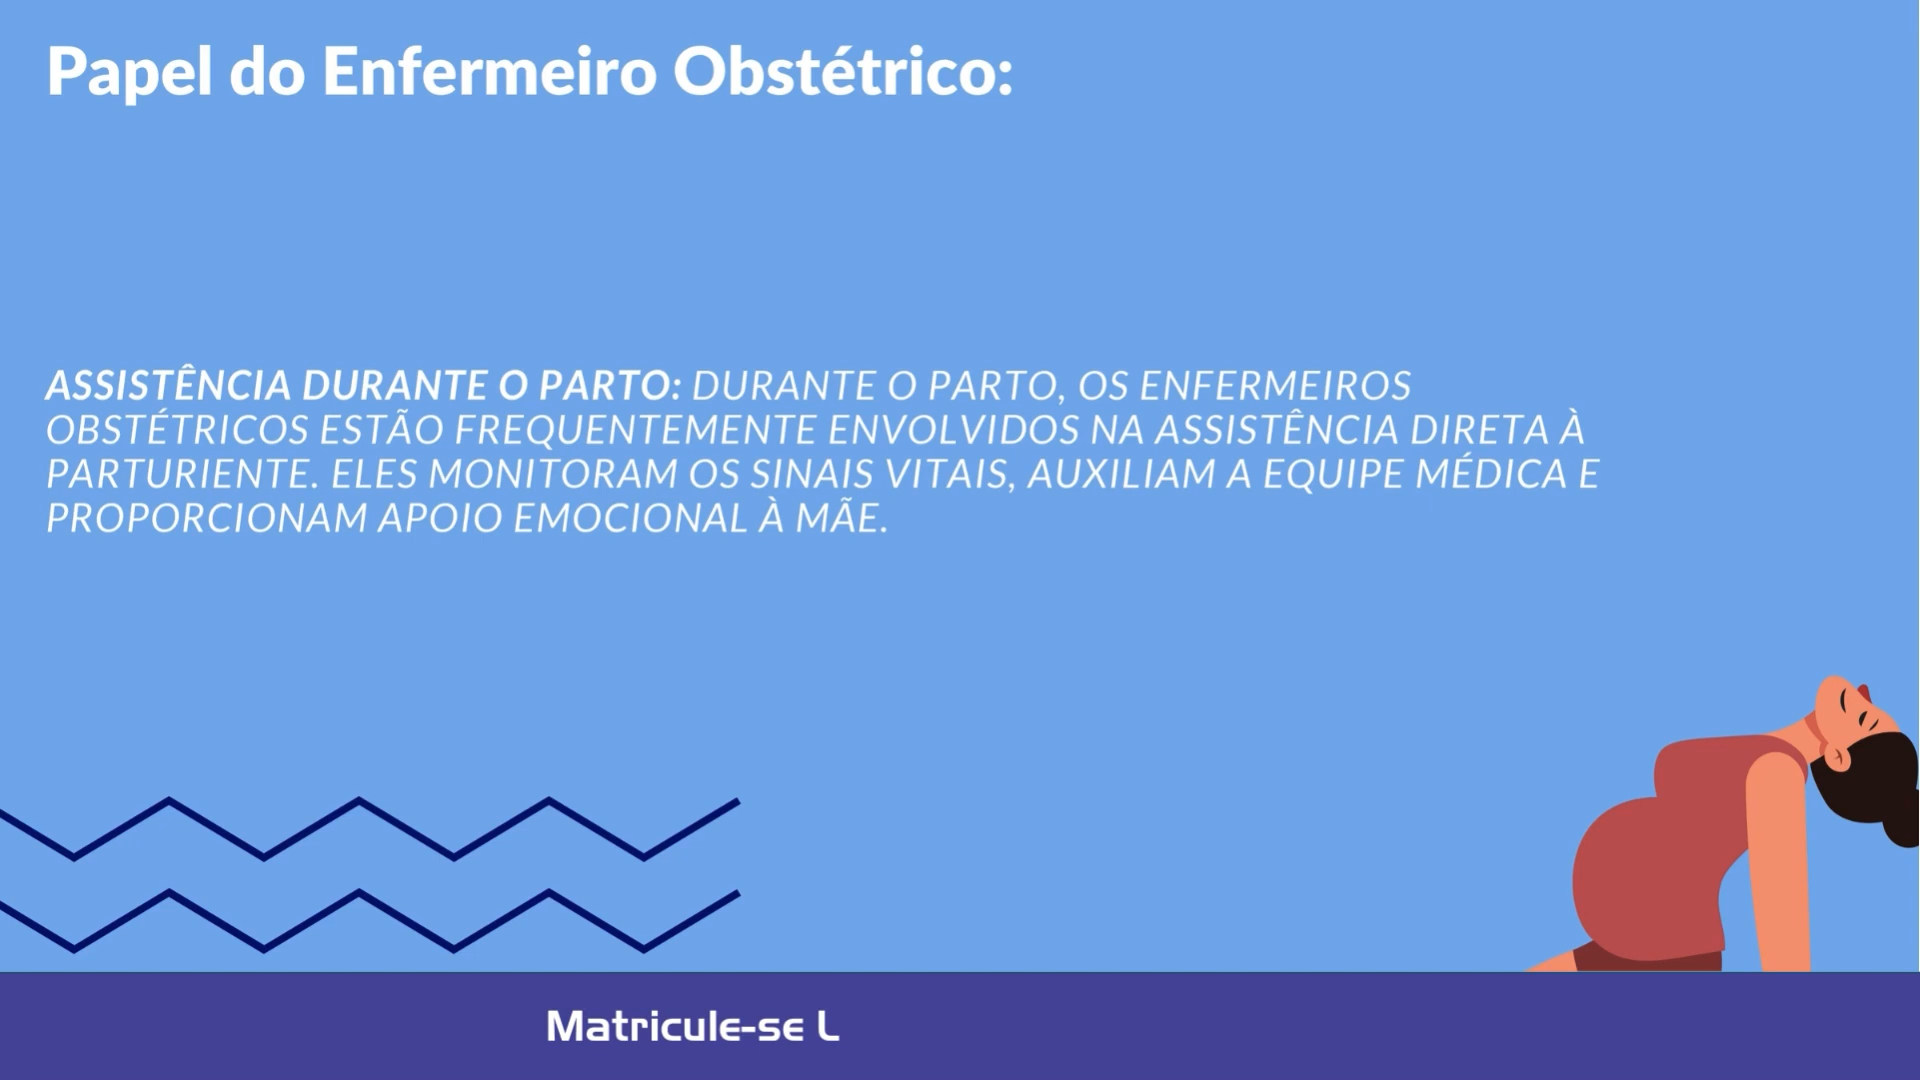 Papel do Enfermeiro Obstétrico:
ASSISTÊNCIA DURANTE O PARTO: DURANTE O PARTO, OS ENFERMEIROS
OBSTÉTRICOS ESTÃO FREQUENTEMENTE ENVOLVIDOS NA ASSISTÊNCIA DIRETA À
PARTURIENTE. ELES MONITORAM OS SINAIS VITAIS, AUXILIAM A EQUIPE MÉDICA E
PROPORCIONAM APOIO EMOCIONAL À MÃE.
Matricule-se L